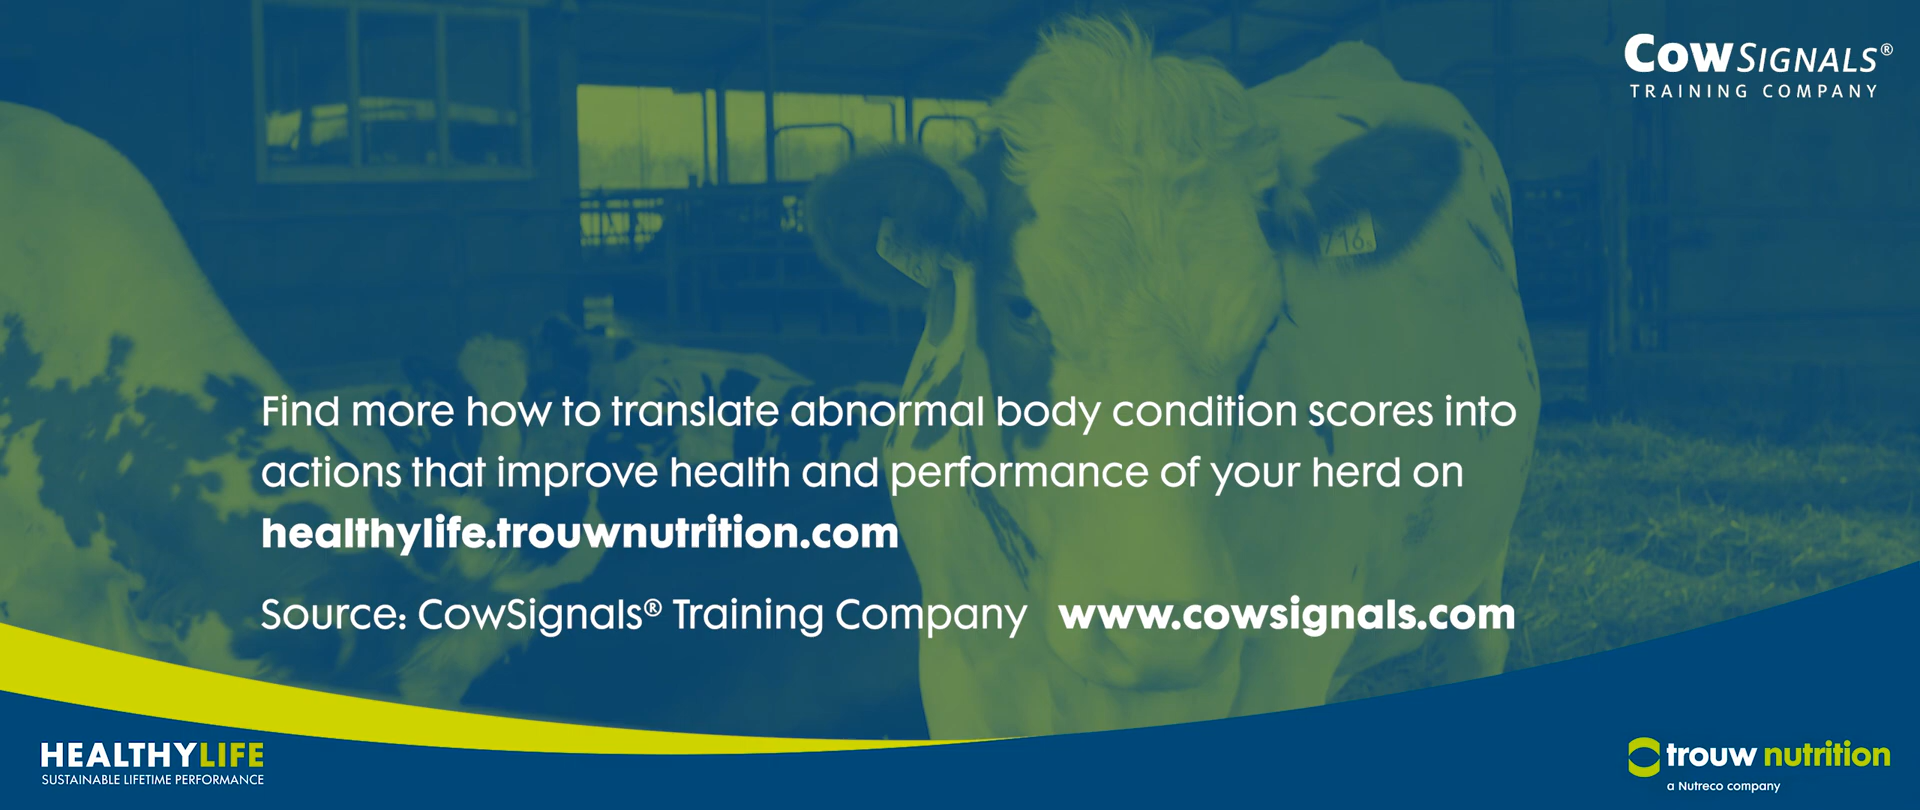 CowSIGNALS®
TRAINING COMPANY
716
Find more how to translate abnormal body condition scores into
actions that improve health and performance of your herd on
healthylife.trouwnutrition.com
Source: CowSignals® Training Company www.cowsignals.com
HEALTHYLIFE
SUSTAINABLE LIFETIME PERFORMANCE
trouw nutrition
a Nutreco company